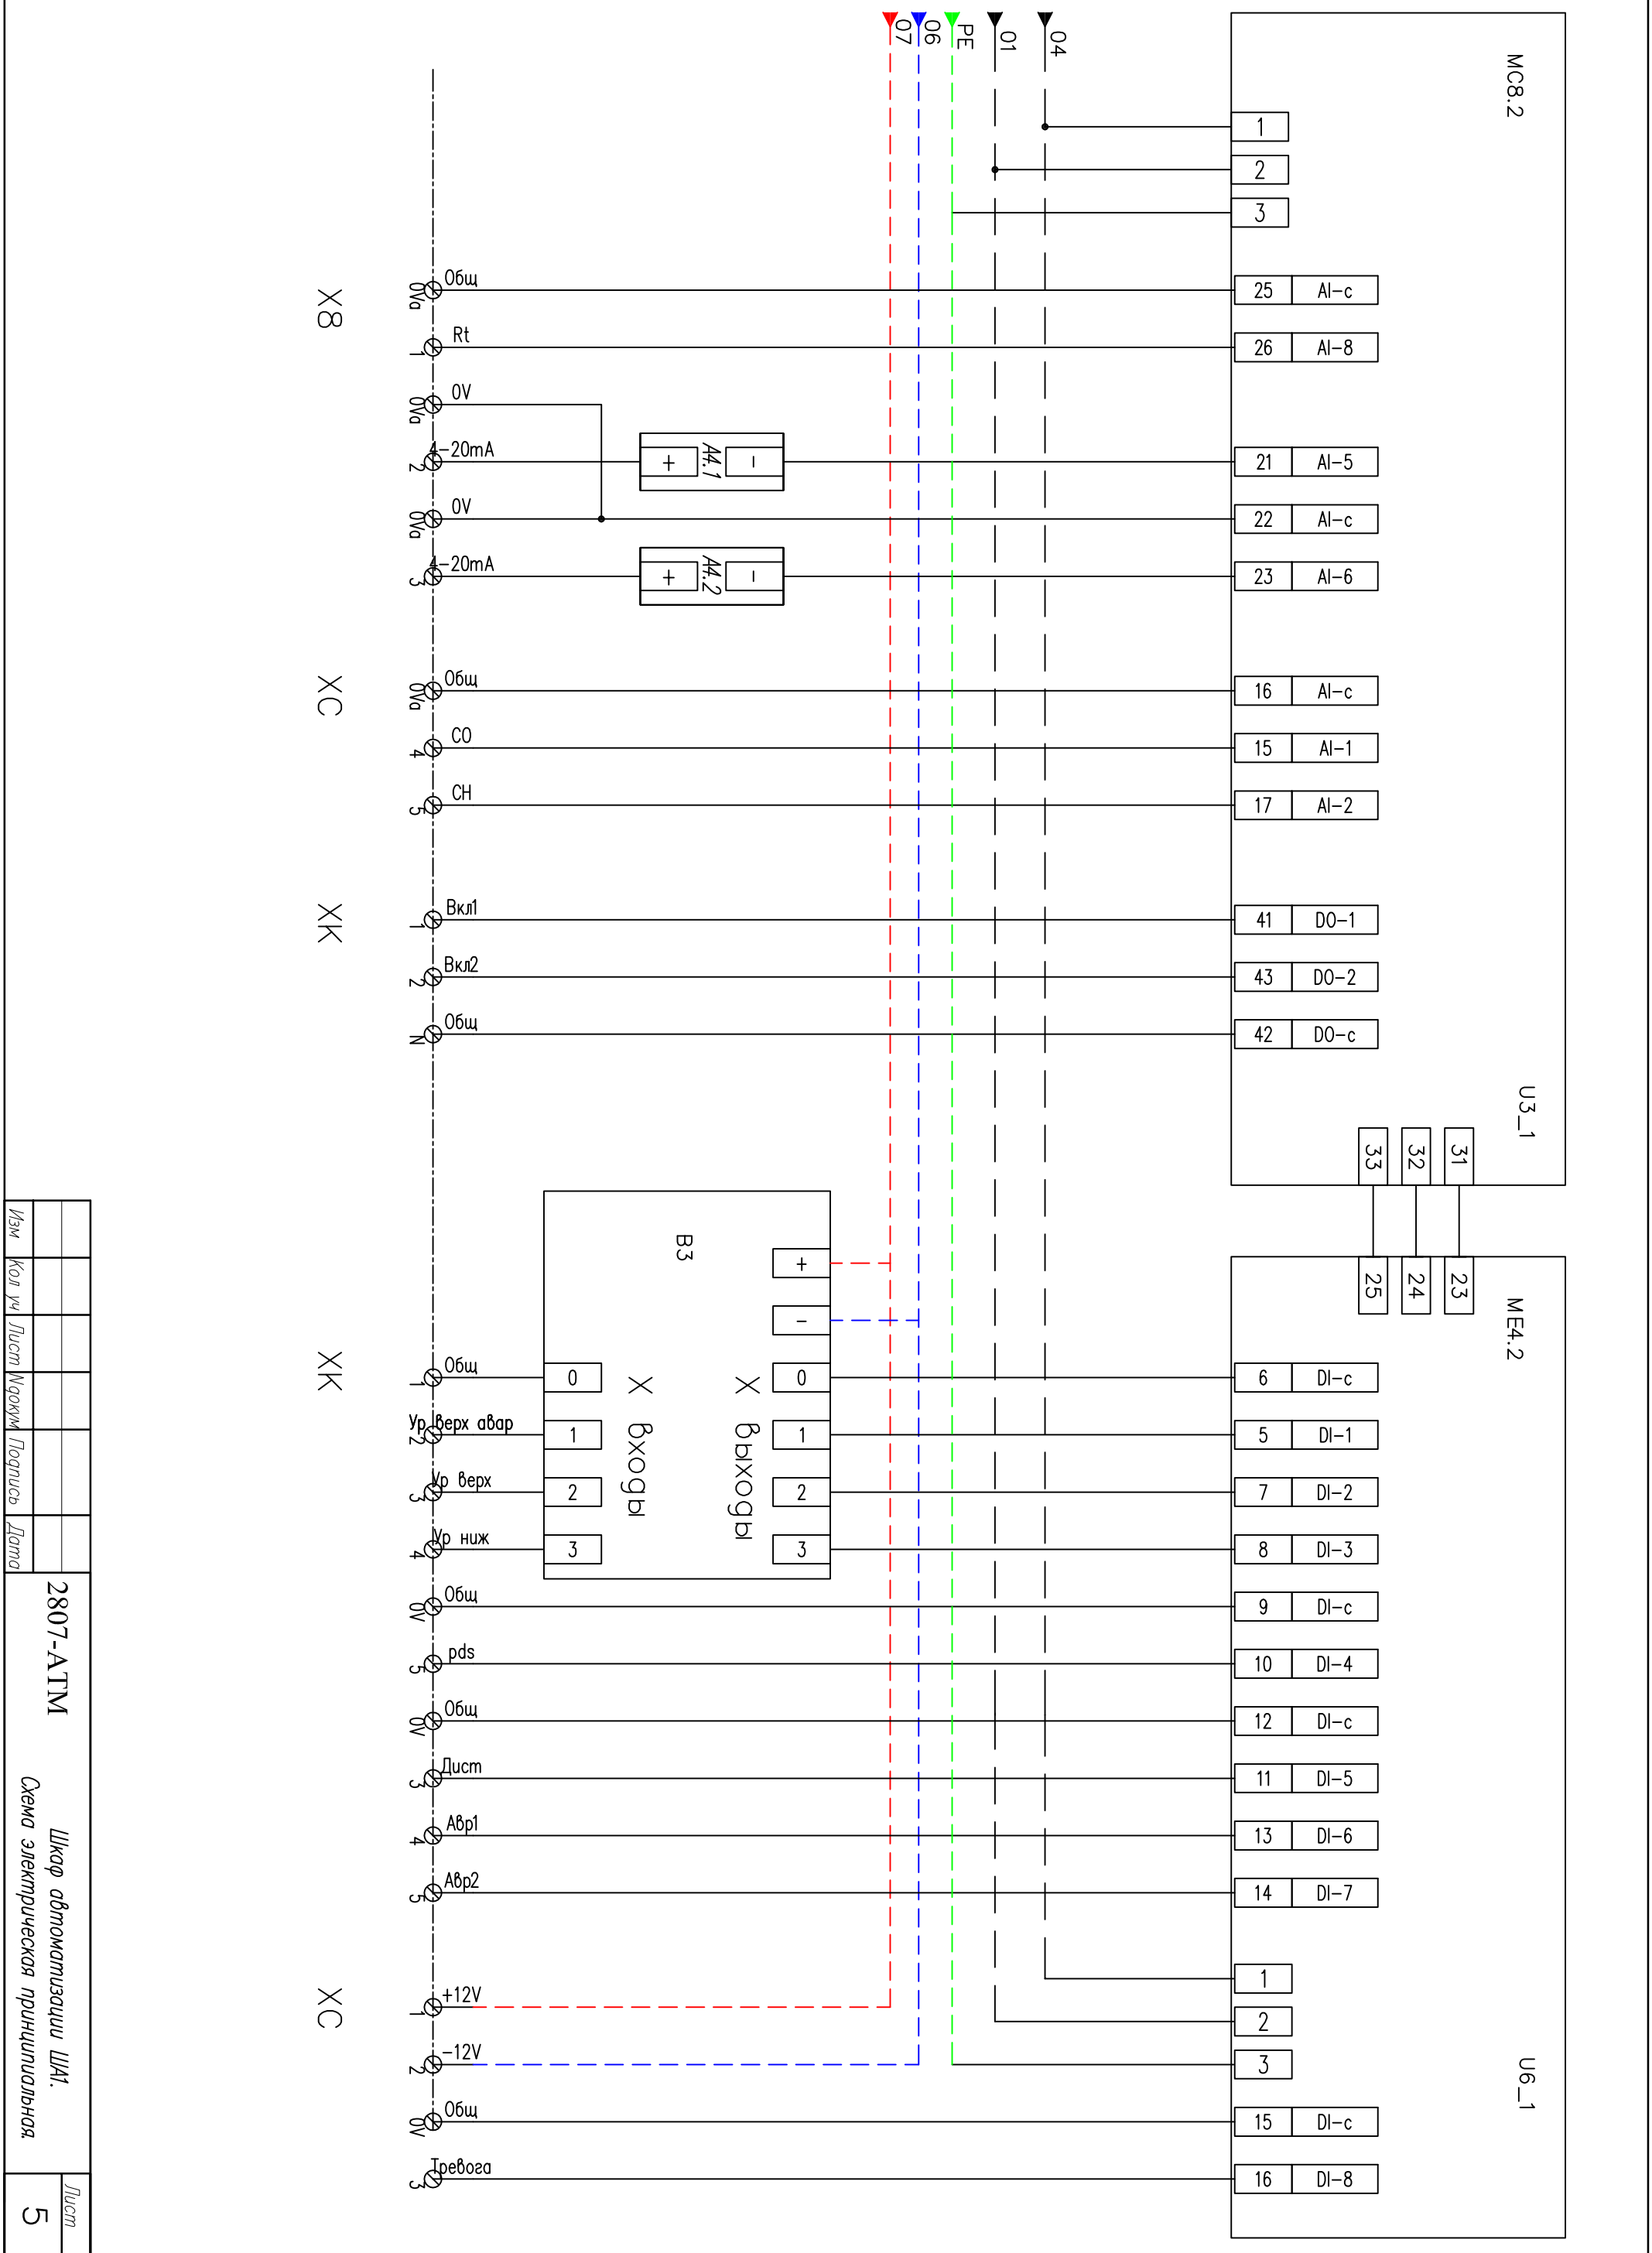 07
06
PE
01
04
MC8.2
1
2
3
X8
0Va Общ 25 AI-c
1 Rt 26 AI-8
0Va 0V
2 4-20mA + A4.1 - 21 AI-5
0Va 0V 22 AI-c
3 4-20mA + A4.2 - 23 AI-6
XC
0Va Общ 16 AI-c
4 CO 15 AI-1
5 CH 17 AI-2
XK
1 Вкл1 41 DO-1
2 Вкл2 43 DO-2
N Общ 42 DO-c
U3_1
33 32 31
25 24 23
ME4.2
B3
+
-
X входы
X выходы
XK
1 Общ 0 0 6 DI-c
2 Ур верх авар 1 1 5 DI-1
3 Ур верх 2 2 7 DI-2
4 Ур ниж 3 3 8 DI-3
0V Общ 9 DI-c
5 pds 10 DI-4
0V Общ 12 DI-c
3 Дист 11 DI-5
4 Авр1 13 DI-6
5 Авр2 14 DI-7
1
2
3
XC
1 +12V
2 -12V
0V Общ 15 DI-c
3 Тревога 16 DI-8
U6_1
Изм Кол уч Лист Nдокум Подпись Дата
2807-АТМ
Шкаф автоматизации ША1.
Схема электрическая принципиальная.
Лист
5